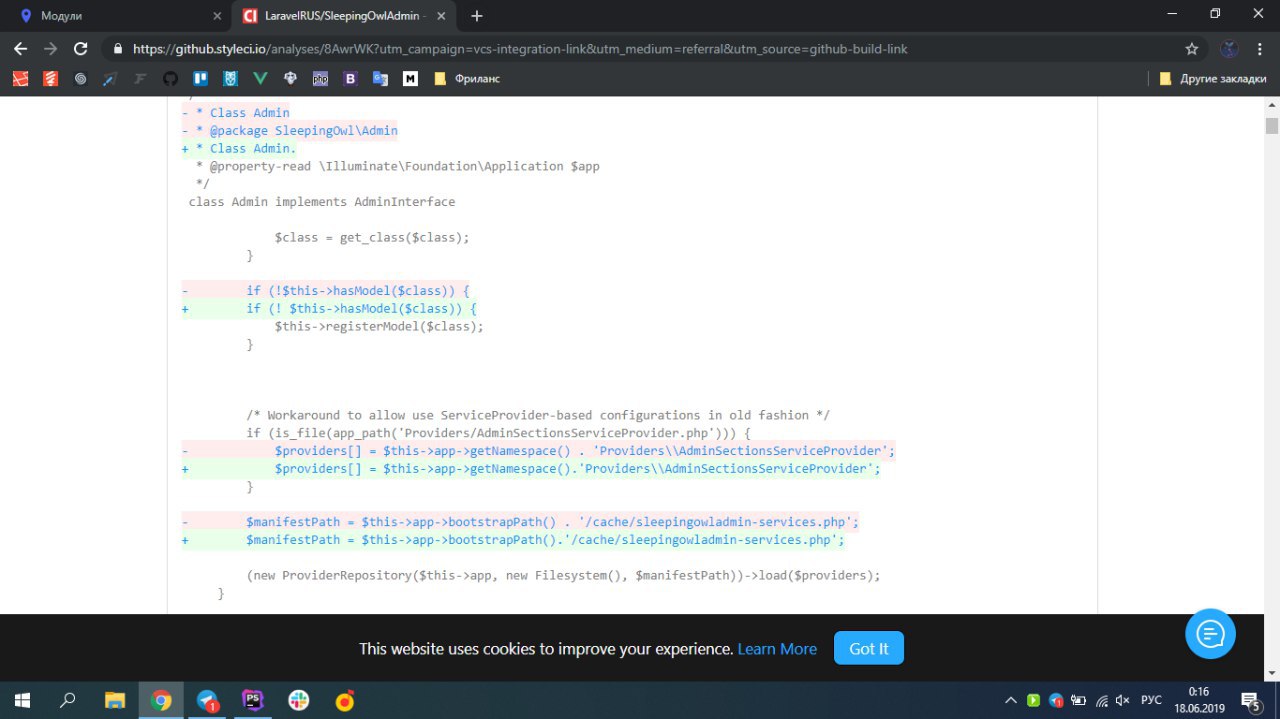 Модули
LaravelRUS/SleepingOwlAdmin -
https://github.styleci.io/analyses/8AwrWK?utm_campaign=vcs-integration-link&utm_medium=referral&utm_source=github-build-link
php B M Фриланс Другие закладки
- * Class Admin
- * @package SleepingOwl\Admin
+ * Class Admin.
* @property-read \Illuminate\Foundation\Application $app
*/
class Admin implements AdminInterface
$class = get_class($class);
}
- if (!$this->hasModel($class)) {
+ if (! $this->hasModel($class)) {
$this->registerModel($class);
}
/* Workaround to allow use ServiceProvider-based configurations in old fashion */
if (is_file(app_path('Providers/AdminSectionsServiceProvider.php'))) {
- $providers[] = $this->app->getNamespace() . 'Providers\\AdminSectionsServiceProvider';
+ $providers[] = $this->app->getNamespace().'Providers\\AdminSectionsServiceProvider';
}
- $manifestPath = $this->app->bootstrapPath() . '/cache/sleepingowladmin-services.php';
+ $manifestPath = $this->app->bootstrapPath().'/cache/sleepingowladmin-services.php';
(new ProviderRepository($this->app, new Filesystem(), $manifestPath))->load($providers);
}
This website uses cookies to improve your experience. Learn More Got It
1 PS РУС 0:16
18.06.2019 5